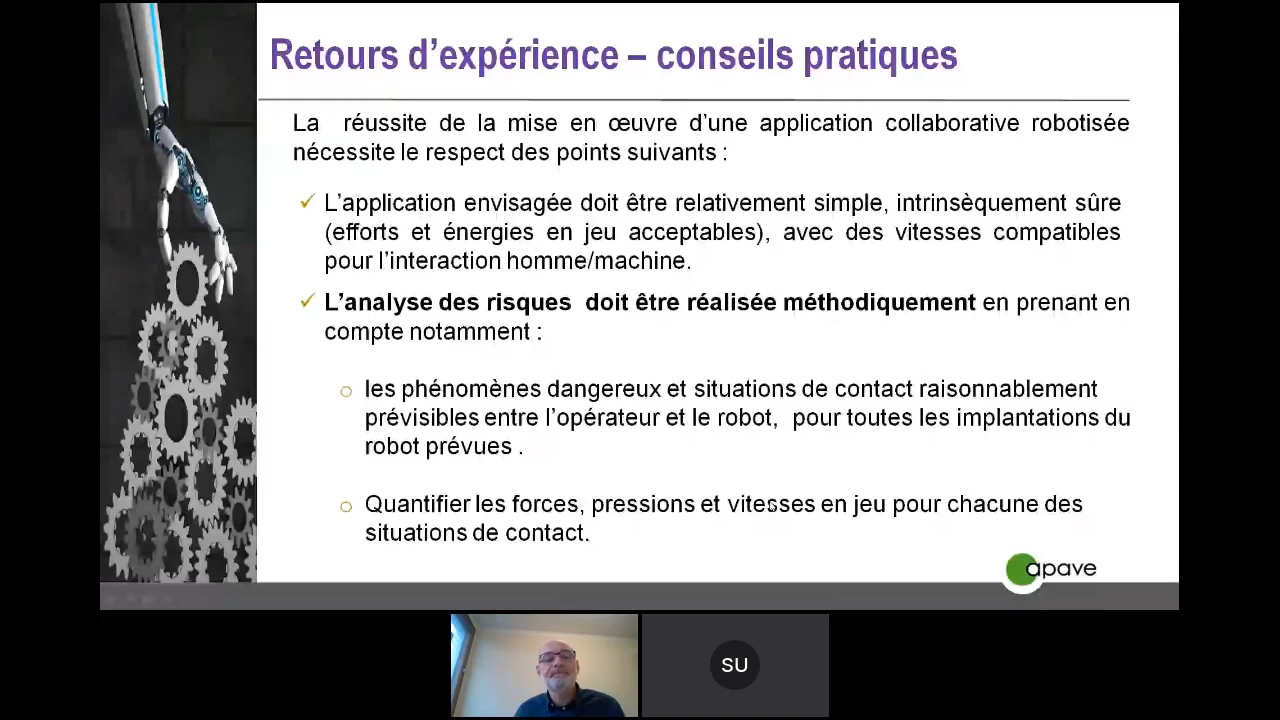 Retours d’expérience – conseils pratiques
La réussite de la mise en œuvre d’une application collaborative robotisée
nécessite le respect des points suivants :
L’application envisagée doit être relativement simple, intrinsèquement sûre
(efforts et énergies en jeu acceptables), avec des vitesses compatibles
pour l’interaction homme/machine.
L’analyse des risques doit être réalisée méthodiquement en prenant en
compte notamment :
les phénomènes dangereux et situations de contact raisonnablement
prévisibles entre l’opérateur et le robot, pour toutes les implantations du
robot prévues .
Quantifier les forces, pressions et vitesses en jeu pour chacune des
situations de contact.
apave
SU